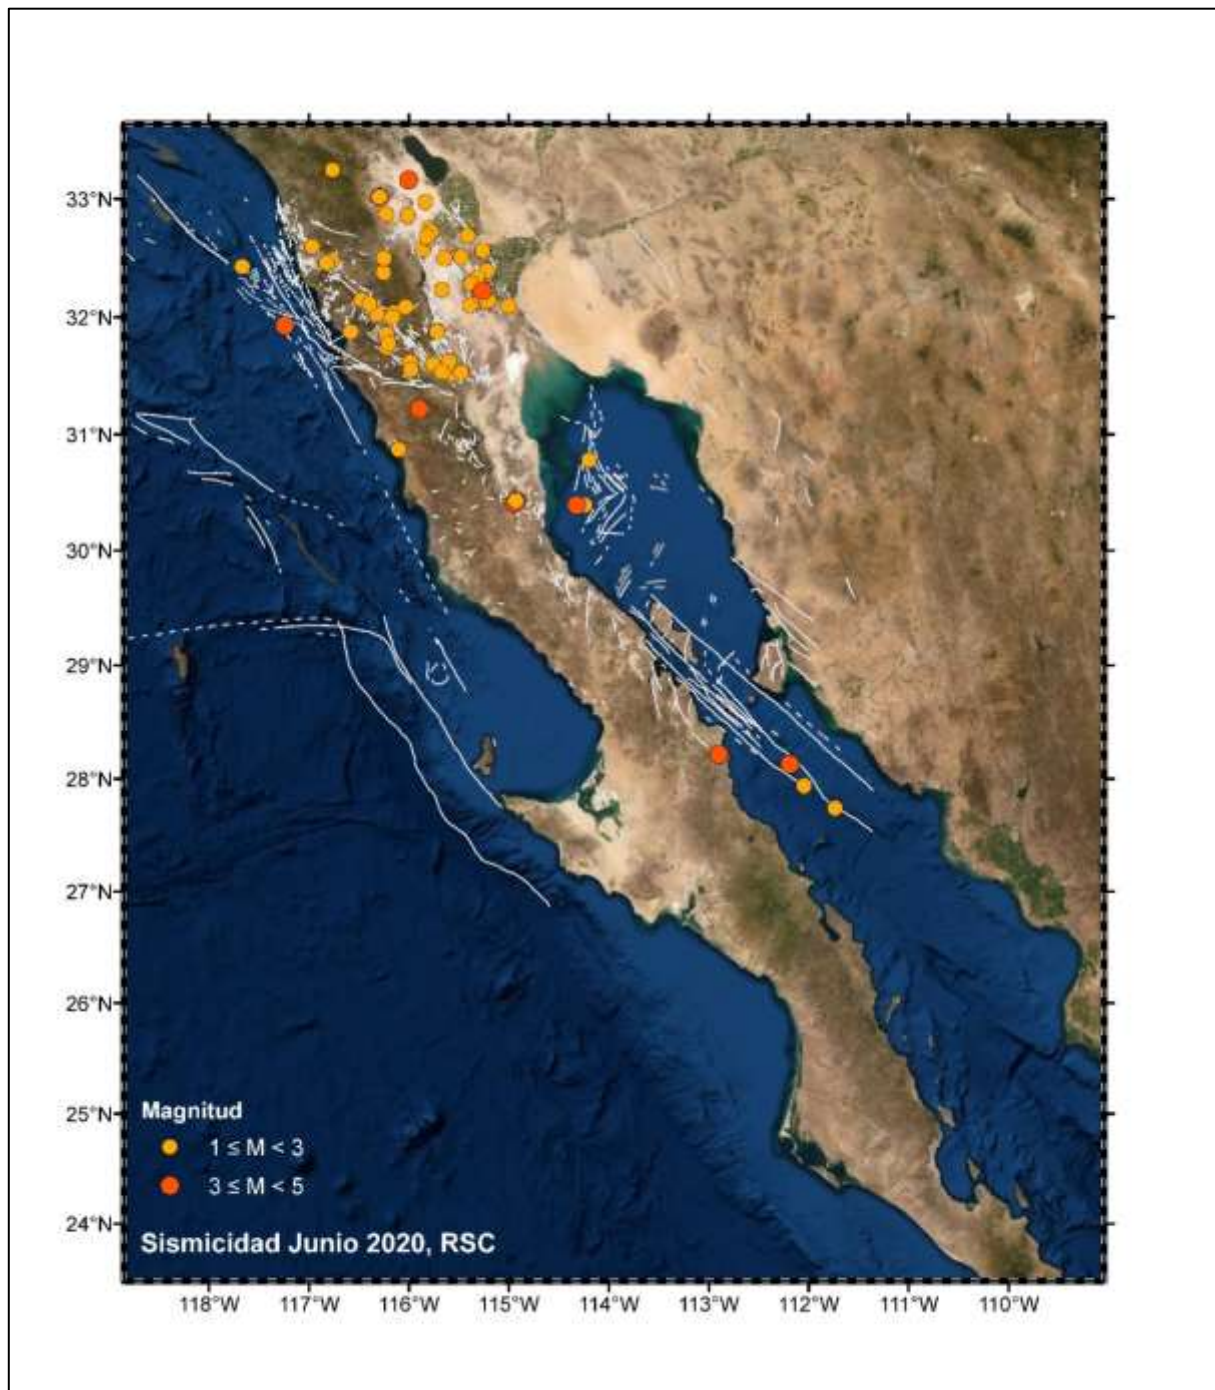 33°N
32°N
31°N
30°N
29°N
28°N
27°N
26°N
25°N
24°N
Magnitud
1 ≤ M < 3
3 ≤ M < 5
Sismicidad Junio 2020, RSC
118°W 117°W 116°W 115°W 114°W 113°W 112°W 111°W 110°W